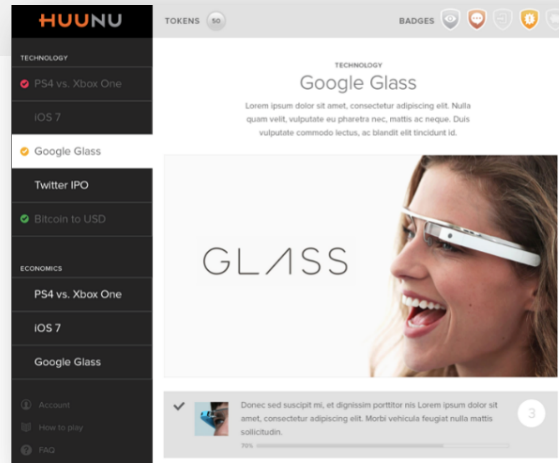 HUUNU
TOKENS 50
BADGES
TECHNOLOGY
PS4 vs. Xbox One
iOS 7
Google Glass
Twitter IPO
Bitcoin to USD
ECONOMICS
PS4 vs. Xbox One
iOS 7
Google Glass
Account
How to play
FAQ
TECHNOLOGY
Google Glass
Lorem ipsum dolor sit amet, consectetur adipiscing elit. Nulla
quam velit, vulputate eu pharetra nec, mattis ac neque. Duis
vulputate commodo lectus, ac blandit elit tincidunt id.
GLASS
Donec sed suscipit mi, et dignissim porttitor nis Lorem ipsum dolor sit
amet, consectetur adipiscing elit. Morbi vehicula feugiat nulla mattis
sollicitudin.
70%
3